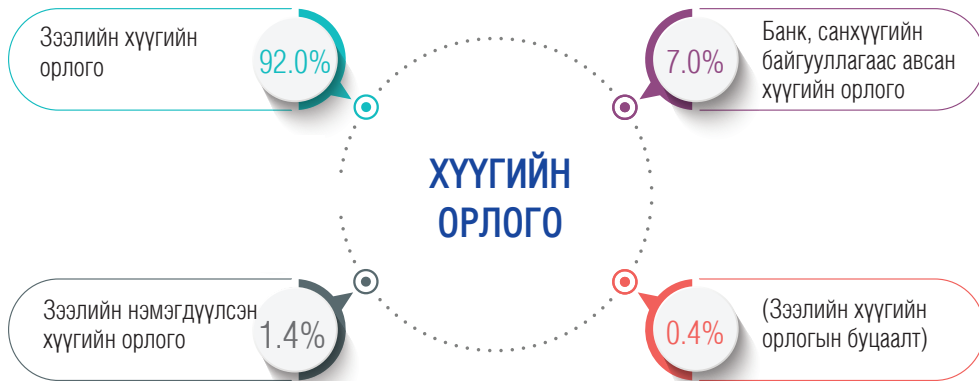 Зээлийн хүүгийн
орлого
92.0%
7.0%
Банк, санхүүгийн
байгууллагаас авсан
хүүгийн орлого
ХҮҮГИЙН
ОРЛОГО
Зээлийн нэмэгдүүлсэн
хүүгийн орлого
1.4%
0.4%
(Зээлийн хүүгийн
орлогын буцаалт)